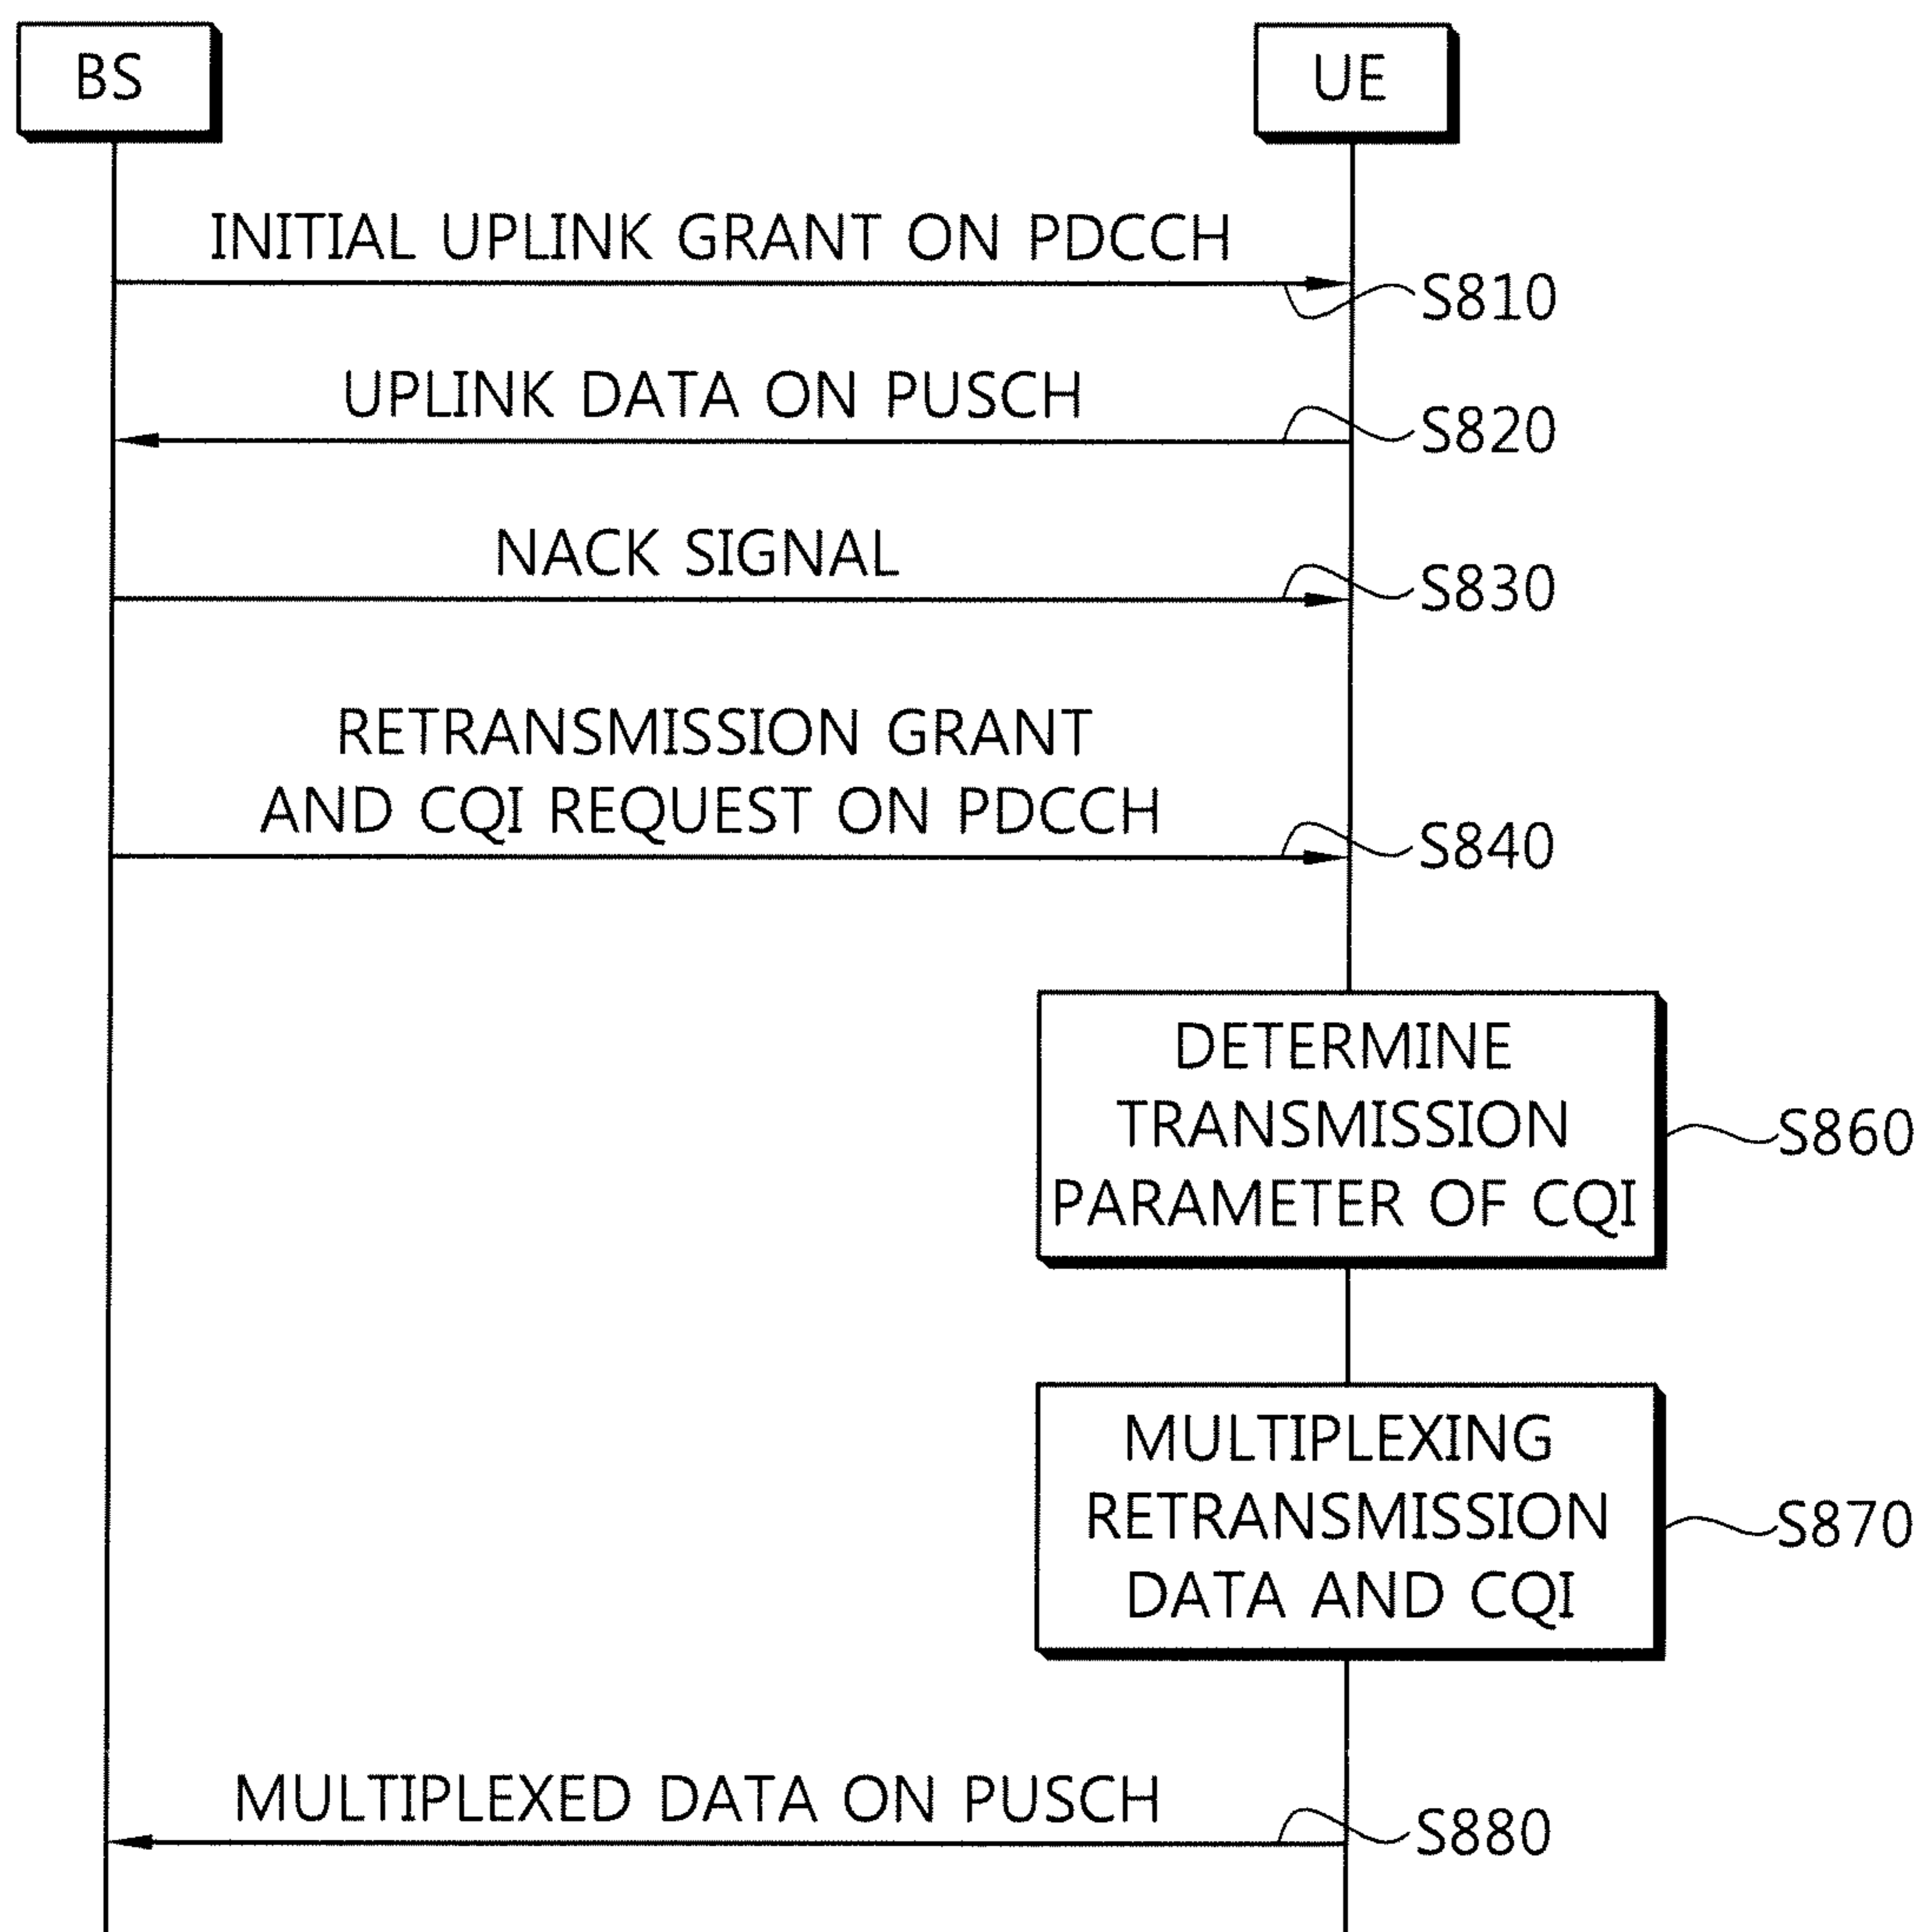 BS
UE
INITIAL UPLINK GRANT ON PDCCH
S810
UPLINK DATA ON PUSCH
S820
NACK SIGNAL
S830
RETRANSMISSION GRANT
AND CQI REQUEST ON PDCCH
S840
DETERMINE
TRANSMISSION
PARAMETER OF CQI
S860
MULTIPLEXING
RETRANSMISSION
DATA AND CQI
S870
MULTIPLEXED DATA ON PUSCH
S880